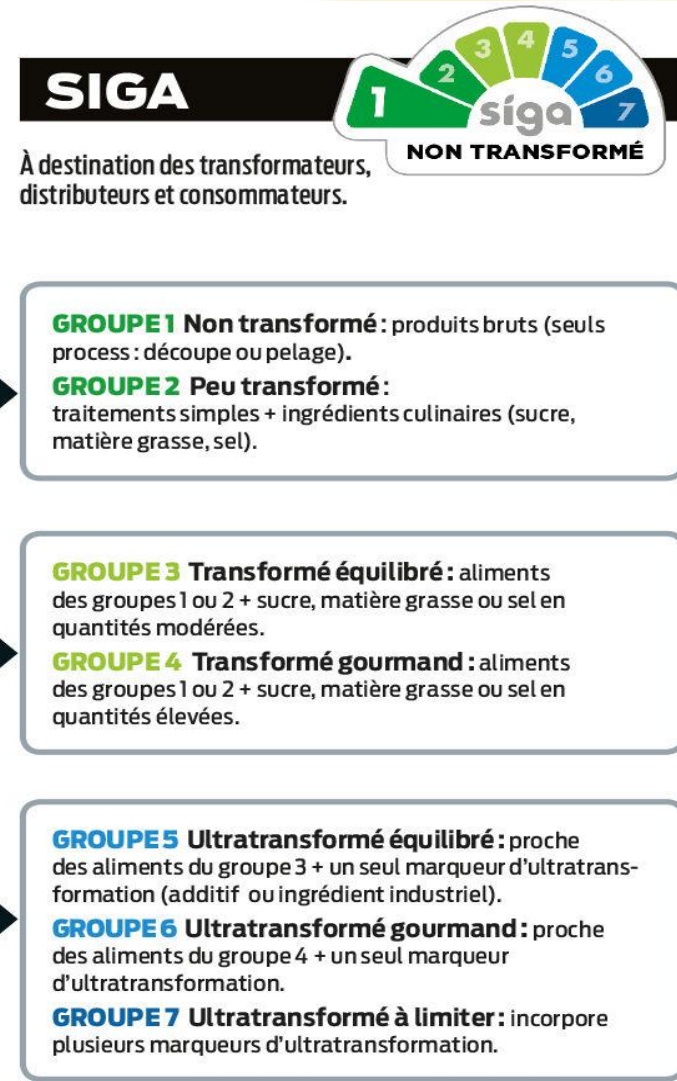 SIGA
1
2
3
4
5
6
7
siga
NON TRANSFORMÉ
À destination des transformateurs,
distributeurs et consommateurs.
GROUPE 1 Non transformé : produits bruts (seuls
process : découpe ou pelage).
GROUPE 2 Peu transformé :
traitements simples + ingrédients culinaires (sucre,
matière grasse, sel).
GROUPE 3 Transformé équilibré : aliments
des groupes 1 ou 2 + sucre, matière grasse ou sel en
quantités modérées.
GROUPE 4 Transformé gourmand : aliments
des groupes 1 ou 2 + sucre, matière grasse ou sel en
quantités élevées.
GROUPE 5 Ultratransformé équilibré : proche
des aliments du groupe 3 + un seul marqueur d'ultratrans-
formation (additif ou ingrédient industriel).
GROUPE 6 Ultratransformé gourmand : proche
des aliments du groupe 4 + un seul marqueur
d'ultratransformation.
GROUPE 7 Ultratransformé à limiter : incorpore
plusieurs marqueurs d'ultratransformation.